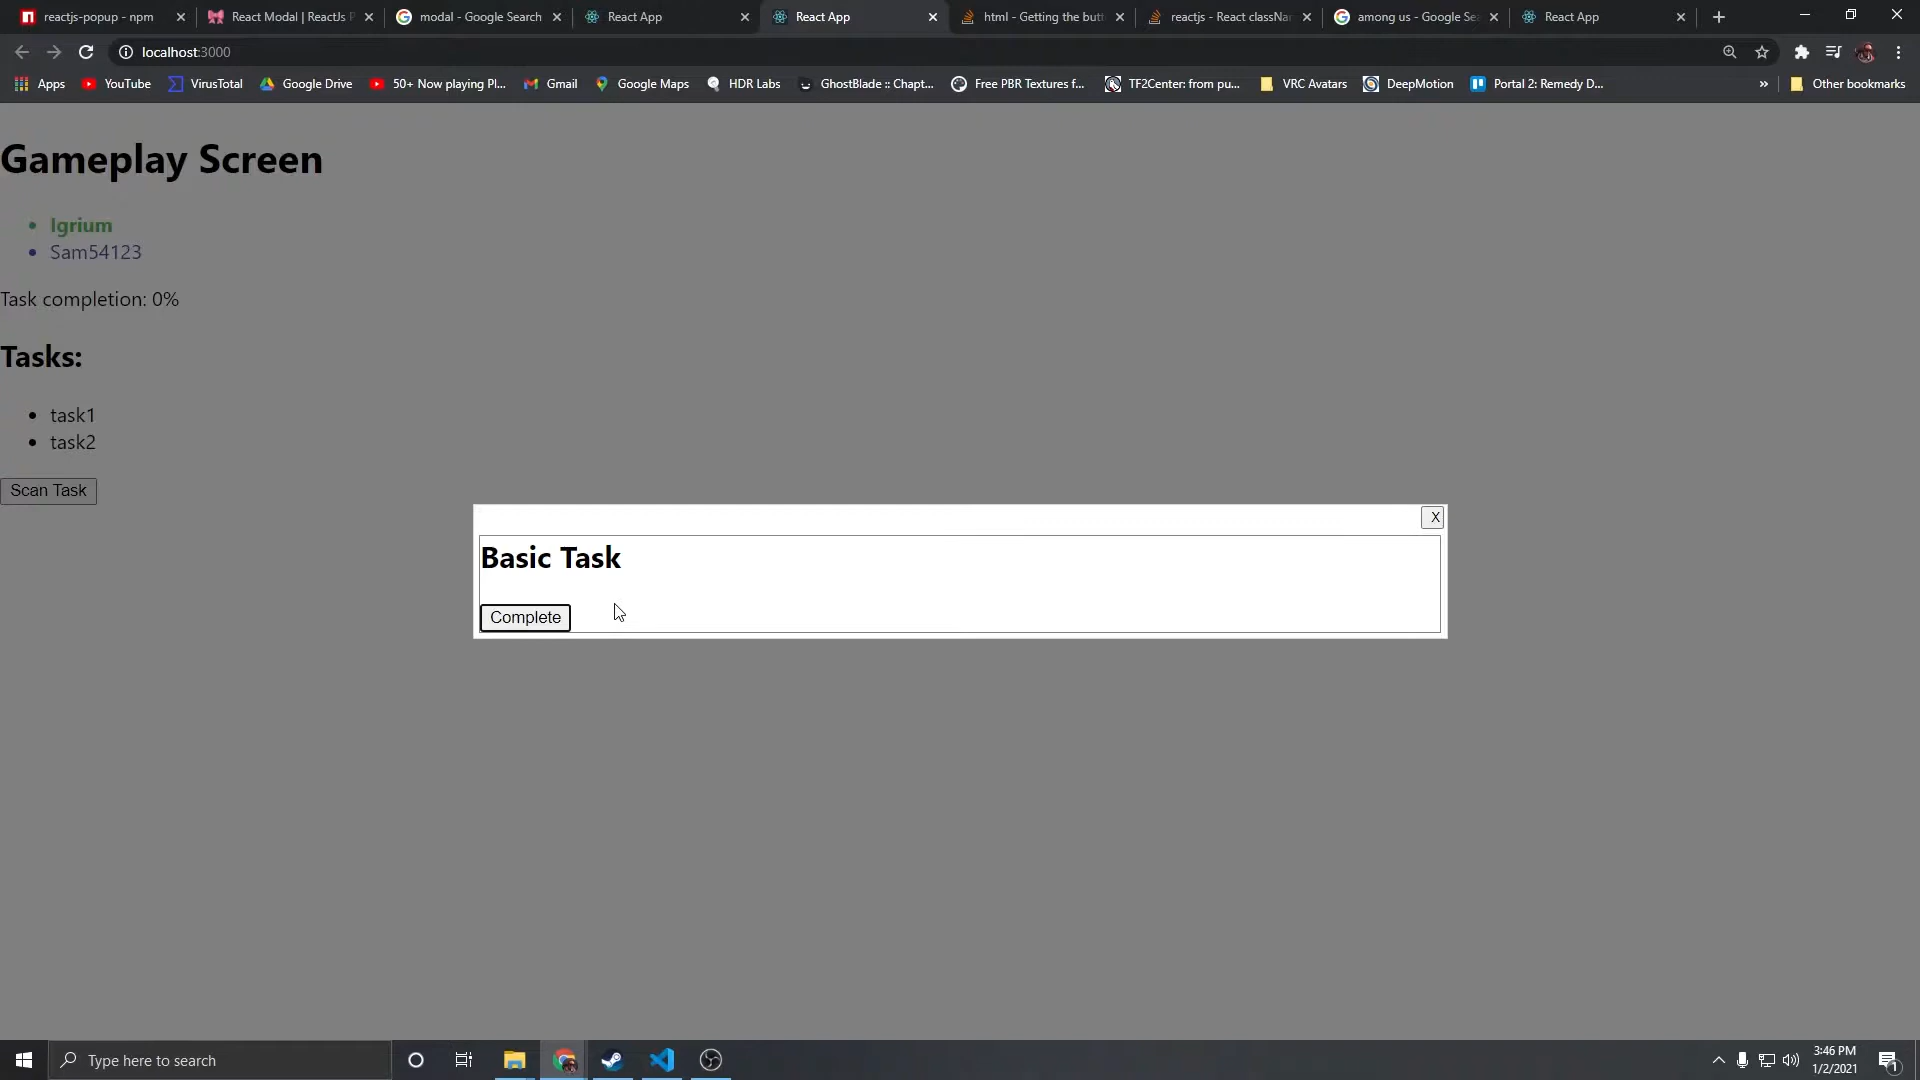 reactjs-popup - npm
React Modal | ReactJs P
modal - Google Search
React App
React App
html - Getting the butt
reactjs - React classNa
among us - Google Sea
React App
localhost:3000
Apps
YouTube
VirusTotal
Google Drive
50+ Now playing Pl...
Gmail
Google Maps
HDR Labs
GhostBlade :: Chapt...
Free PBR Textures f...
TF2Center: from pu...
VRC Avatars
DeepMotion
Portal 2: Remedy D...
»
Other bookmarks
Gameplay Screen
• Igrium
• Sam54123
Task completion: 0%
Tasks:
• task1
• task2
Scan Task
X
Basic Task
Complete
Type here to search
3:46 PM
1/2/2021
1